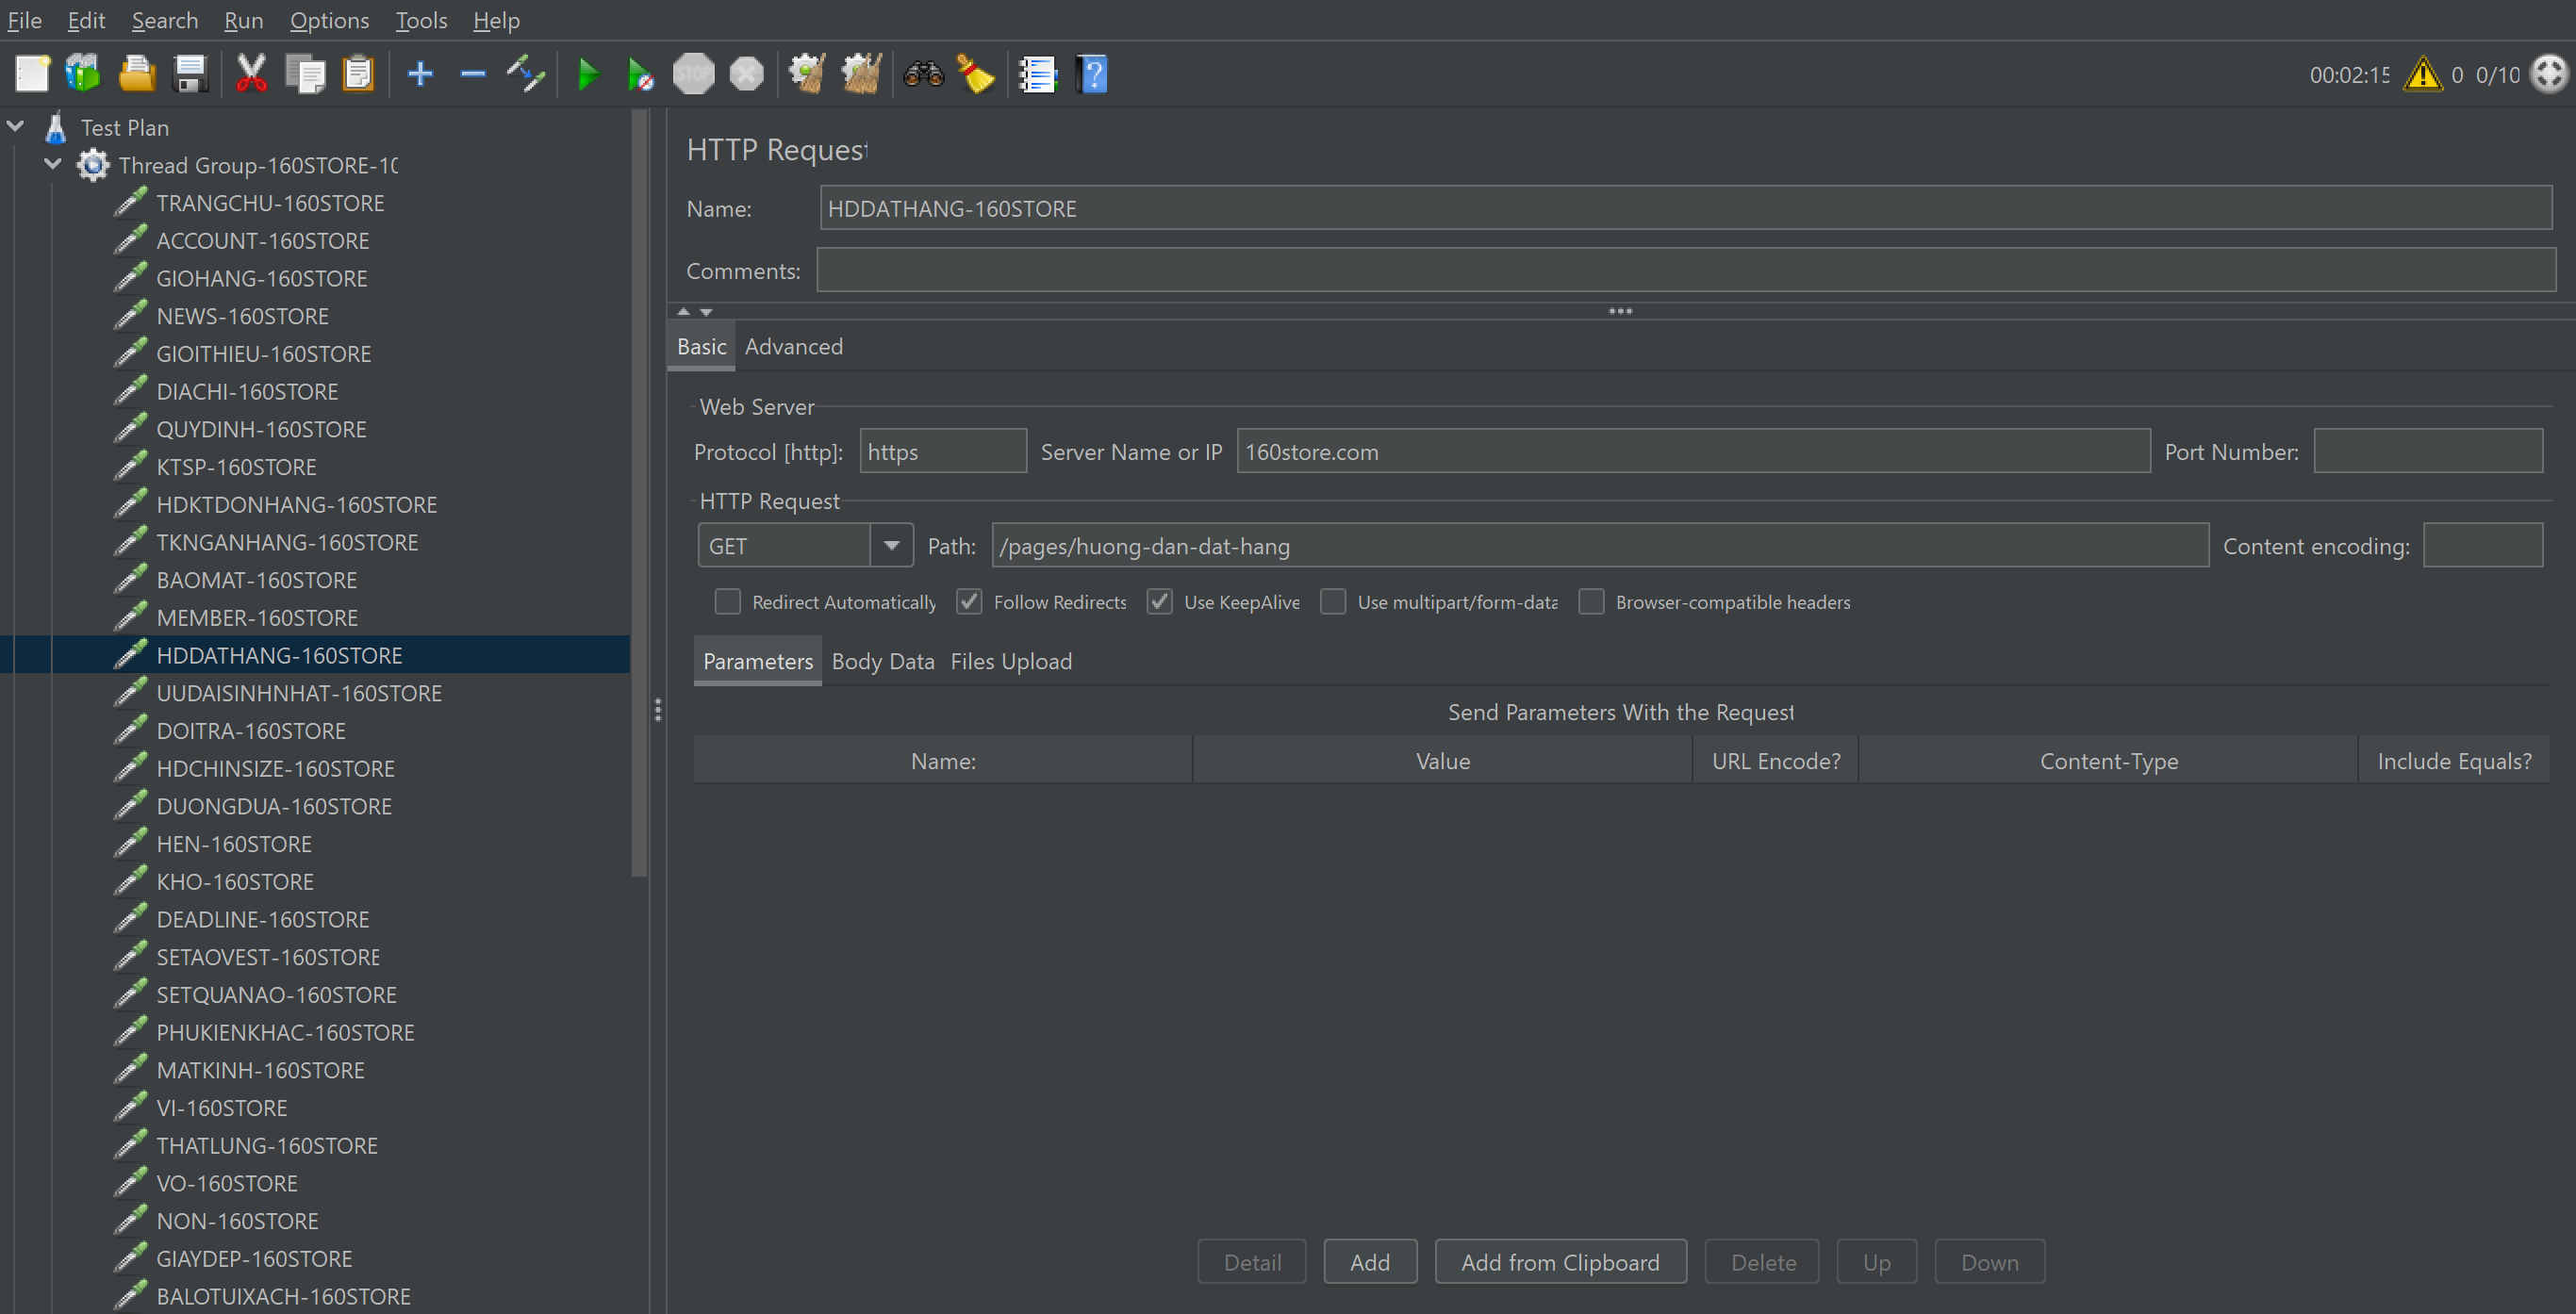 File Edit Search Run Options Tools Help
STOP
00:02:15 0 0/10
Test Plan
Thread Group-160STORE-10
TRANGCHU-160STORE
ACCOUNT-160STORE
GIOHANG-160STORE
NEWS-160STORE
GIOITHIEU-160STORE
DIACHI-160STORE
QUYDINH-160STORE
KTSP-160STORE
HDKTDONHANG-160STORE
TKNGANHANG-160STORE
BAOMAT-160STORE
MEMBER-160STORE
HDDATHANG-160STORE
UUDAISINHNHAT-160STORE
DOITRA-160STORE
HDCHINSIZE-160STORE
DUONGDUA-160STORE
HEN-160STORE
KHO-160STORE
DEADLINE-160STORE
SETAOVEST-160STORE
SETQUANAO-160STORE
PHUKIENKHAC-160STORE
MATKINH-160STORE
VI-160STORE
THATLUNG-160STORE
VO-160STORE
NON-160STORE
GIAYDEP-160STORE
BALOTUIXACH-160STORE
HTTP Request
Name: HDDATHANG-160STORE
Comments:
Basic Advanced
Web Server
Protocol [http]: https Server Name or IP 160store.com Port Number:
HTTP Request
GET Path: /pages/huong-dan-dat-hang Content encoding:
Redirect Automatically Follow Redirects Use KeepAlive Use multipart/form-data Browser-compatible headers
Parameters Body Data Files Upload
Send Parameters With the Request
Name: Value URL Encode? Content-Type Include Equals?
Detail Add Add from Clipboard Delete Up Down